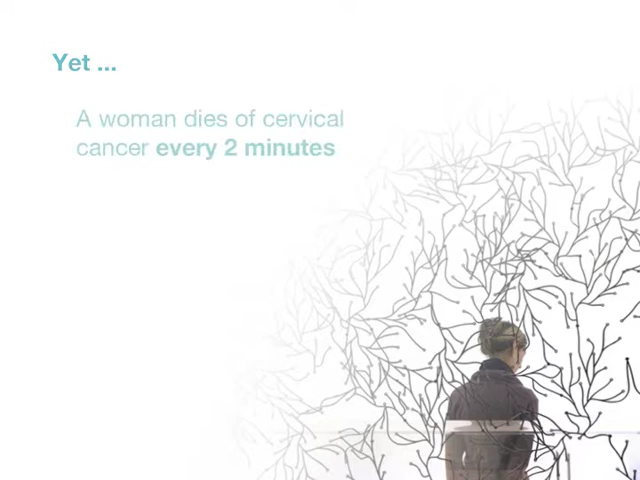 Yet ...
A woman dies of cervical
cancer every 2 minutes